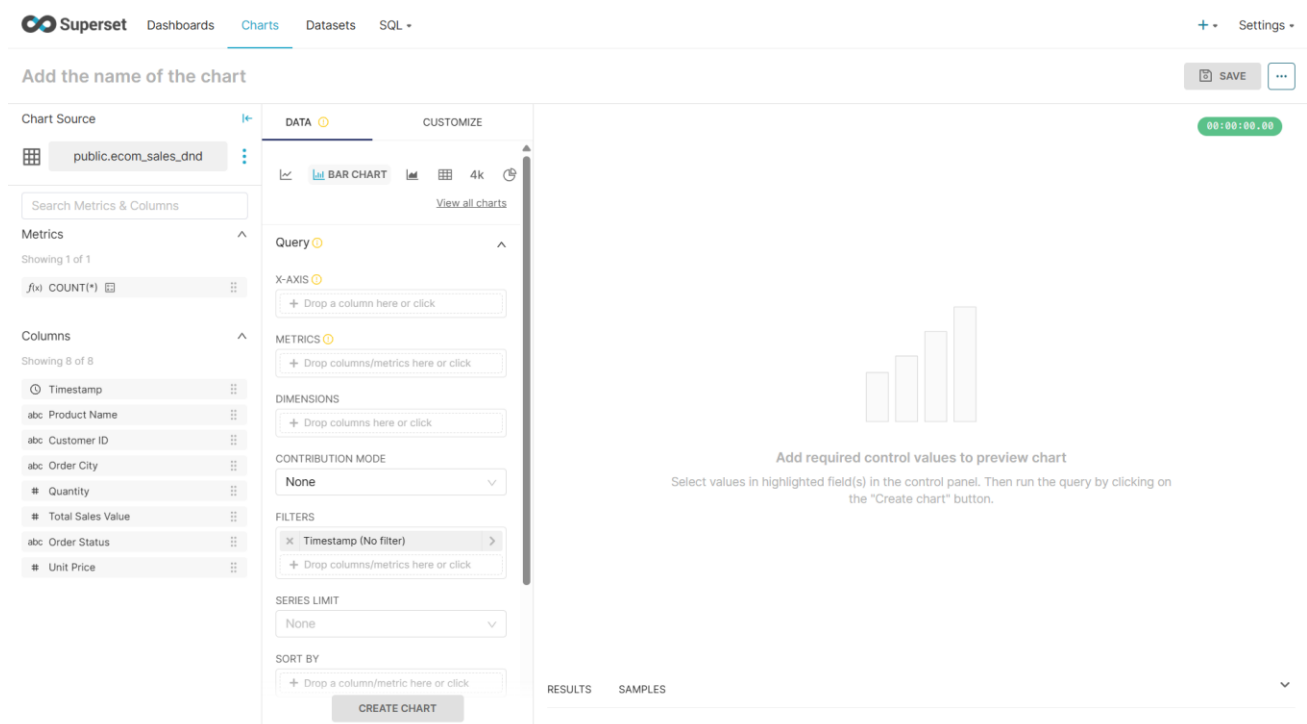 Superset Dashboards Charts Datasets SQL + Settings
Add the name of the chart SAVE ...
Chart Source
public.ecom_sales_dnd
Search Metrics & Columns
Metrics
Showing 1 of 1
f(x) COUNT(*)
Columns
Showing 8 of 8
Timestamp
abc Product Name
abc Customer ID
abc Order City
# Quantity
# Total Sales Value
abc Order Status
# Unit Price
DATA CUSTOMIZE
BAR CHART 4k
View all charts
Query
X-AXIS
+ Drop a column here or click
METRICS
+ Drop columns/metrics here or click
DIMENSIONS
+ Drop columns here or click
CONTRIBUTION MODE
None
FILTERS
× Timestamp (No filter) >
+ Drop columns/metrics here or click
SERIES LIMIT
None
SORT BY
+ Drop a column/metric here or click
CREATE CHART
00:00:00.00
Add required control values to preview chart
Select values in highlighted field(s) in the control panel. Then run the query by clicking on
the "Create chart" button.
RESULTS SAMPLES